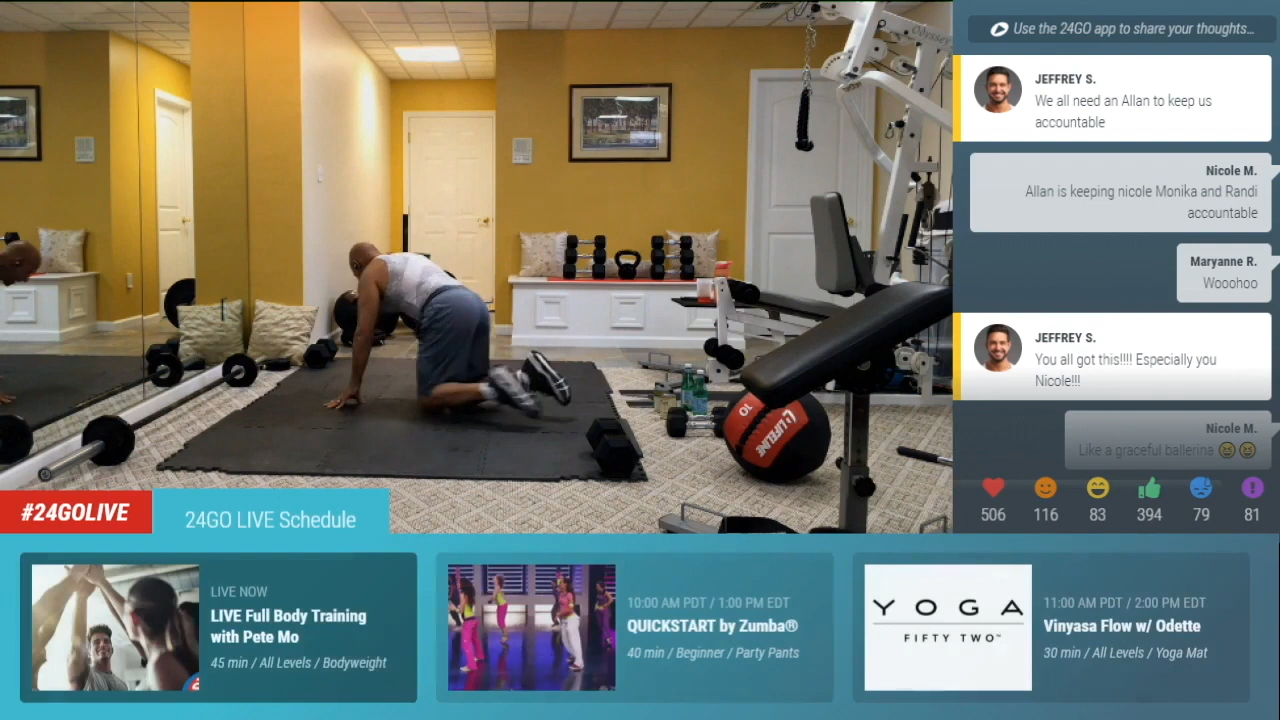 Odyssey
Use the 24GO app to share your thoughts...
JEFFREY S.
We all need an Allan to keep us
accountable
Nicole M.
Allan is keeping nicole Monika and Randi
accountable
Maryanne R.
Wooohoo
JEFFREY S.
You all got this!!!! Especially you
Nicole!!!
Nicole M.
Like a graceful ballerina 😆 😆
506
116
83
394
79
81
10
LIFELINE
#24GOLIVE
24GO LIVE Schedule
LIVE NOW
LIVE Full Body Training
with Pete Mo
45 min / All Levels / Bodyweight
10:00 AM PDT / 1:00 PM EDT
QUICKSTART by Zumba®
40 min / Beginner / Party Pants
YOGA
FIFTY TWO™
11:00 AM PDT / 2:00 PM EDT
Vinyasa Flow w/ Odette
30 min / All Levels / Yoga Mat